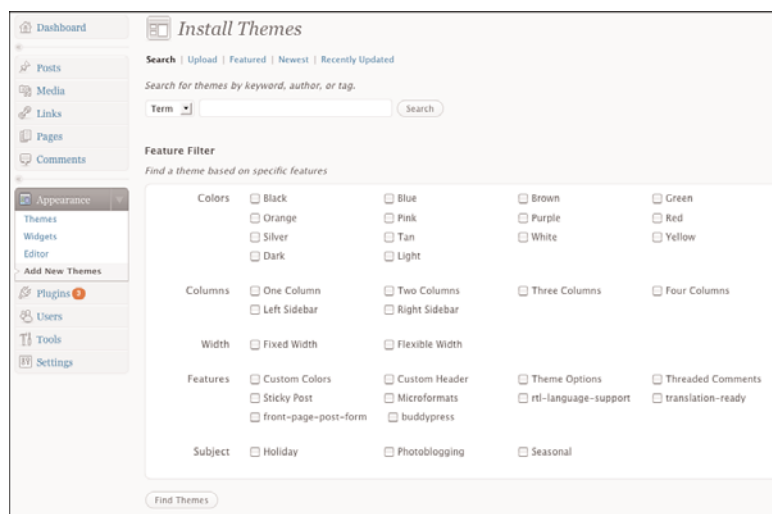 Dashboard
Posts
Media
Links
Pages
Comments
Appearance
Themes
Widgets
Editor
Add New Themes
Plugins 3
Users
Tools
Settings
Install Themes
Search | Upload | Featured | Newest | Recently Updated
Search for themes by keyword, author, or tag.
Term Search
Feature Filter
Find a theme based on specific features
Colors Black Blue Brown Green
Orange Pink Purple Red
Silver Tan White Yellow
Dark Light
Columns One Column Two Columns Three Columns Four Columns
Left Sidebar Right Sidebar
Width Fixed Width Flexible Width
Features Custom Colors Custom Header Theme Options Threaded Comments
Sticky Post Microformats rtl-language-support translation-ready
front-page-post-form buddypress
Subject Holiday Photoblogging Seasonal
Find Themes